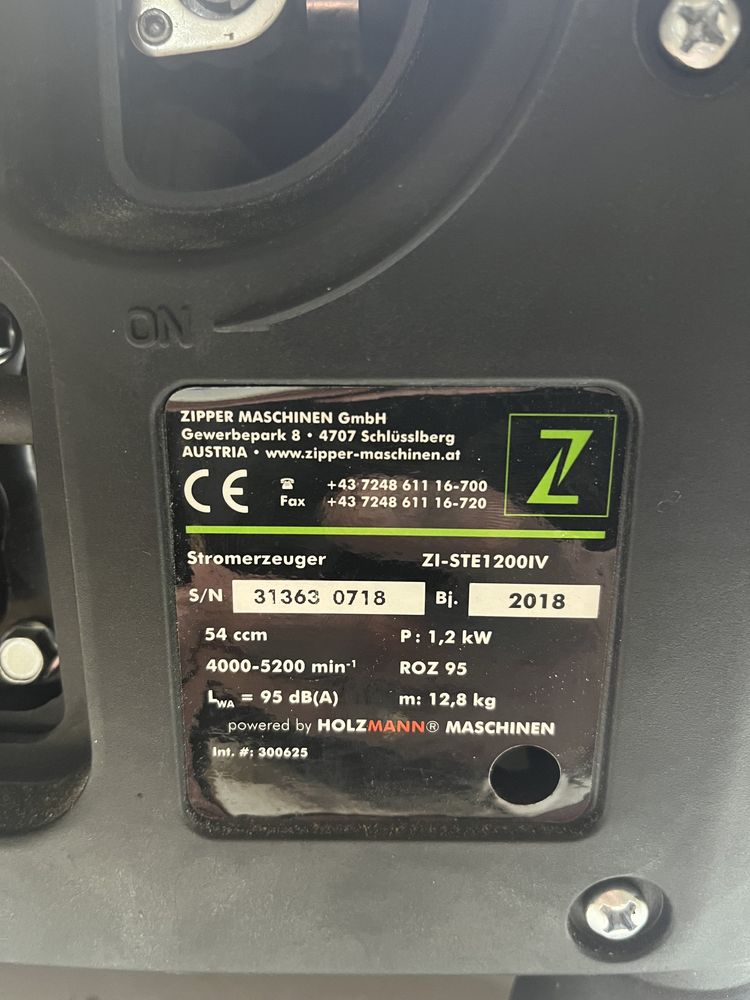 ON
ZIPPER MASCHINEN GmbH
Gewerbepark 8 • 4707 Schlüsslberg
AUSTRIA • www.zipper-maschinen.at
CE ☎ +43 7248 611 16-700
Fax +43 7248 611 16-720
Z
Stromerzeuger ZI-STE1200IV
S/N 31363 0718 Bj. 2018
54 ccm P: 1,2 kW
4000-5200 min⁻¹ ROZ 95
LWA = 95 dB(A) m: 12,8 kg
powered by HOLZMANN® MASCHINEN
Int. #: 300625